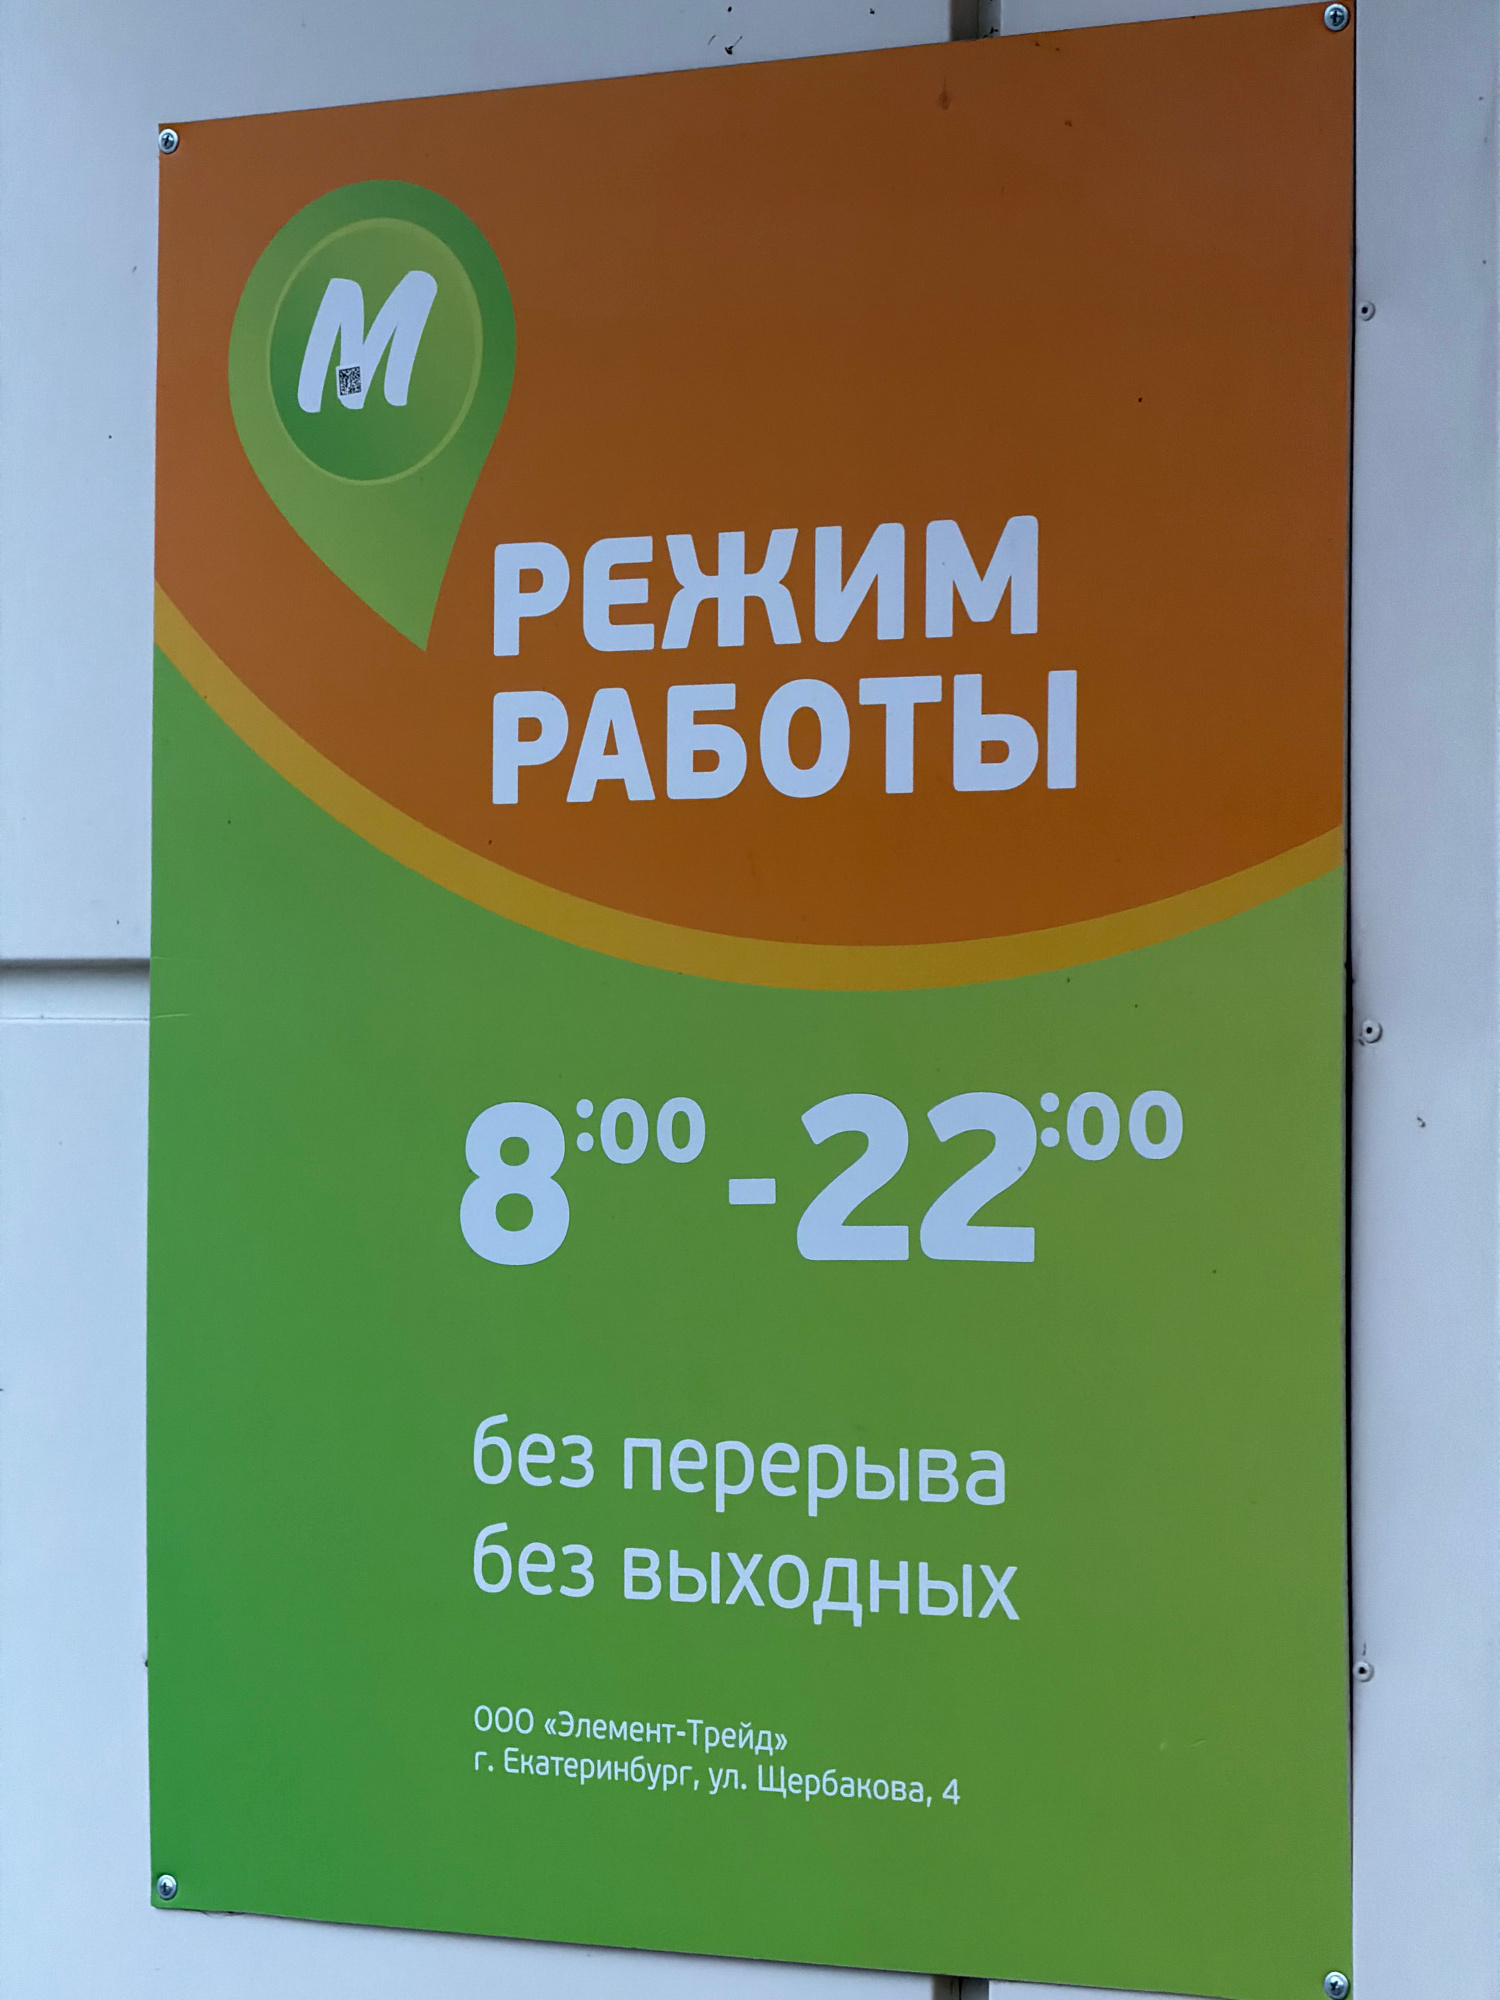 М
РЕЖИМ
РАБОТЫ
8:00-22:00
без перерыва
без выходных
ООО «Элемент-Трейд»
г. Екатеринбург, ул. Щербакова, 4